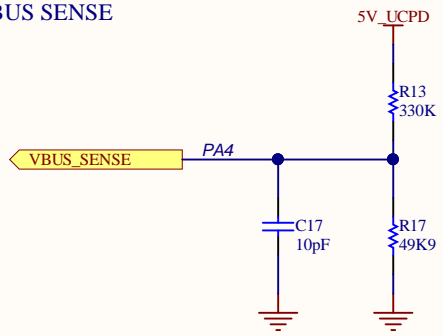 BUS SENSE
5V_UCPD
R13
330K
VBUS_SENSE
PA4
C17
10pF
R17
49K9